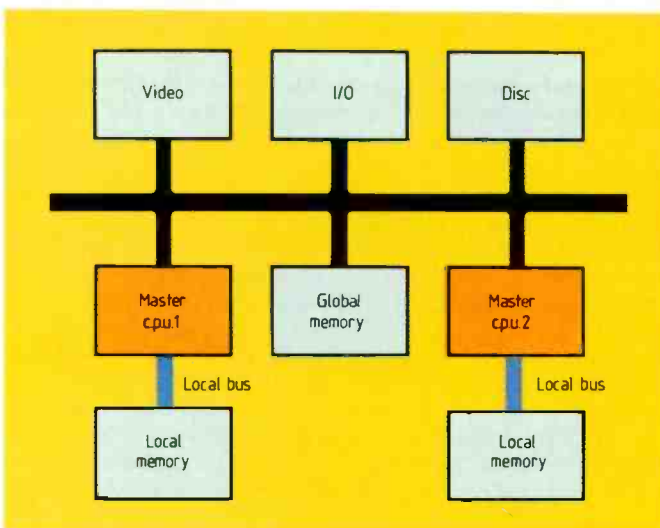 Video
I/O
Disc
Master
c.p.u.1
Global
memory
Master
c.p.u.2
Local bus
Local bus
Local
memory
Local
memory